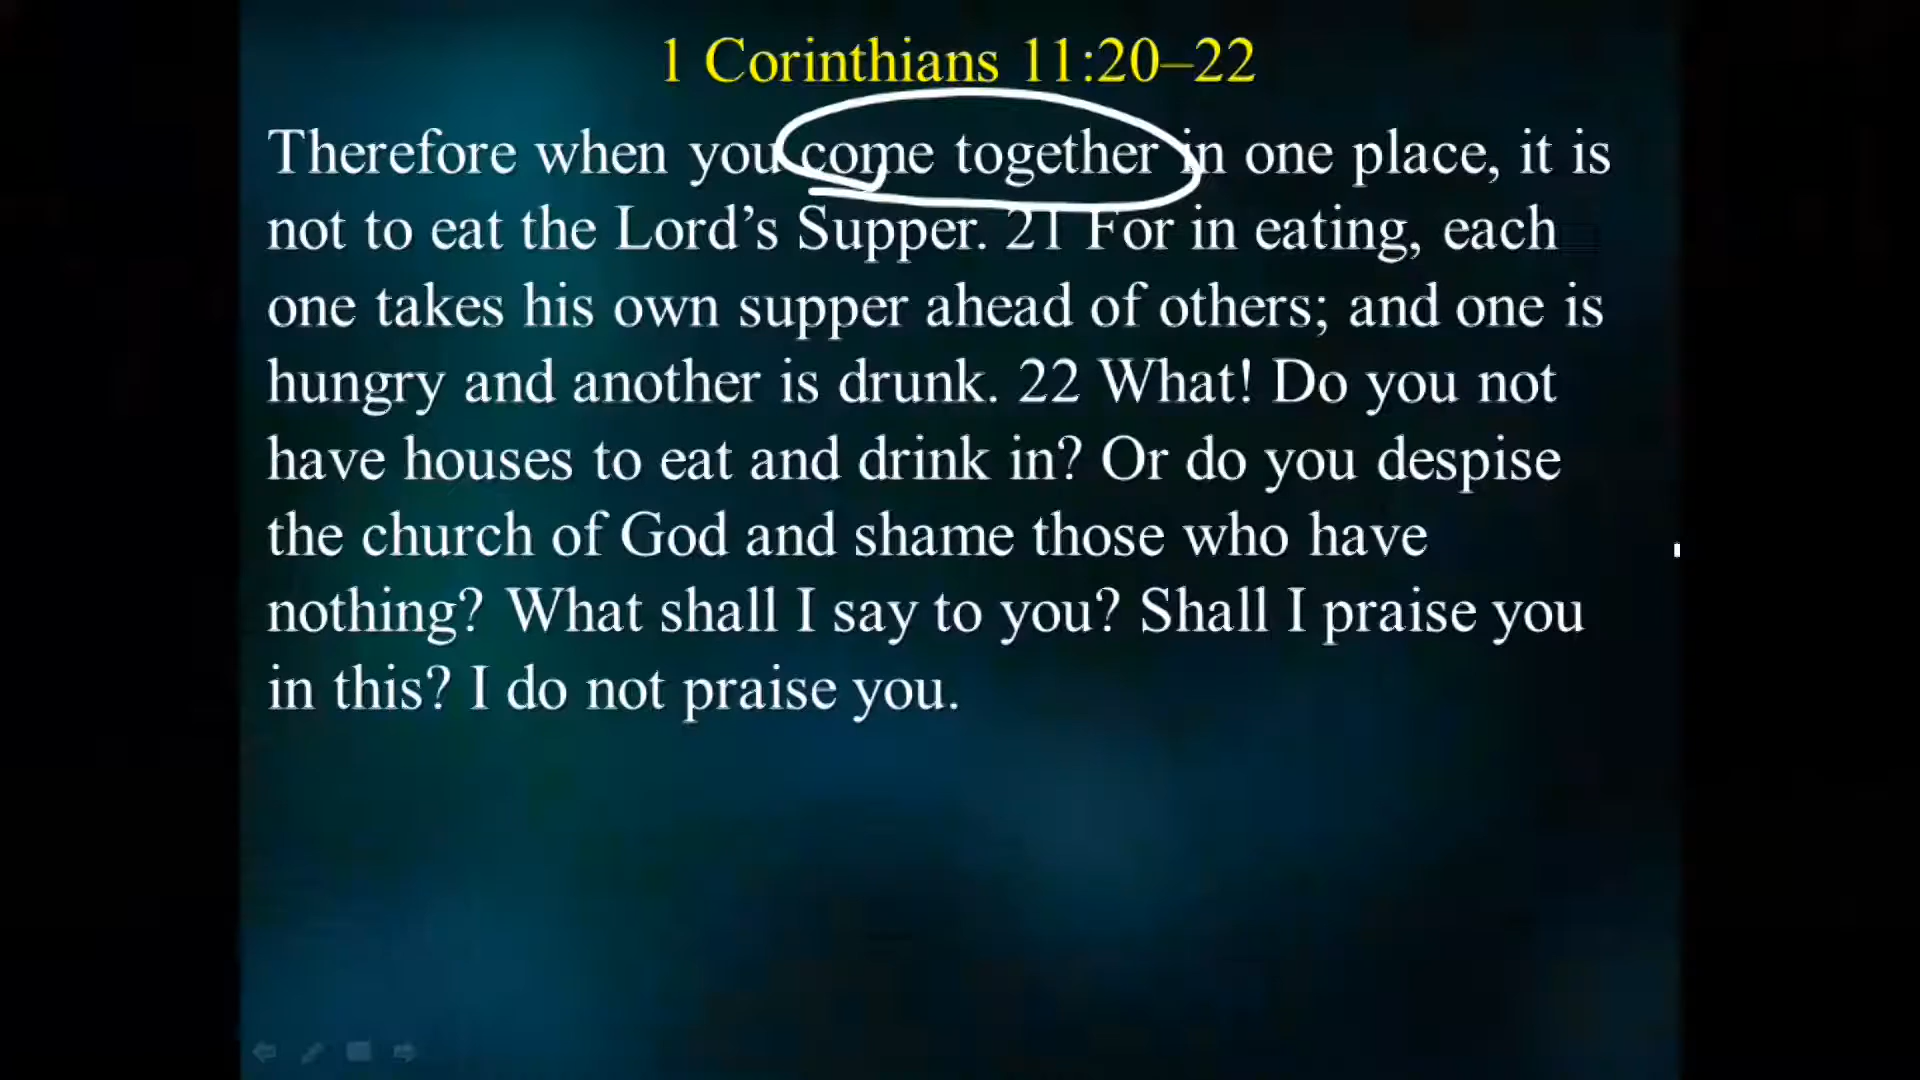 1 Corinthians 11:20–22
Therefore when you come together in one place, it is
not to eat the Lord’s Supper. 21 For in eating, each
one takes his own supper ahead of others; and one is
hungry and another is drunk. 22 What! Do you not
have houses to eat and drink in? Or do you despise
the church of God and shame those who have
nothing? What shall I say to you? Shall I praise you
in this? I do not praise you.